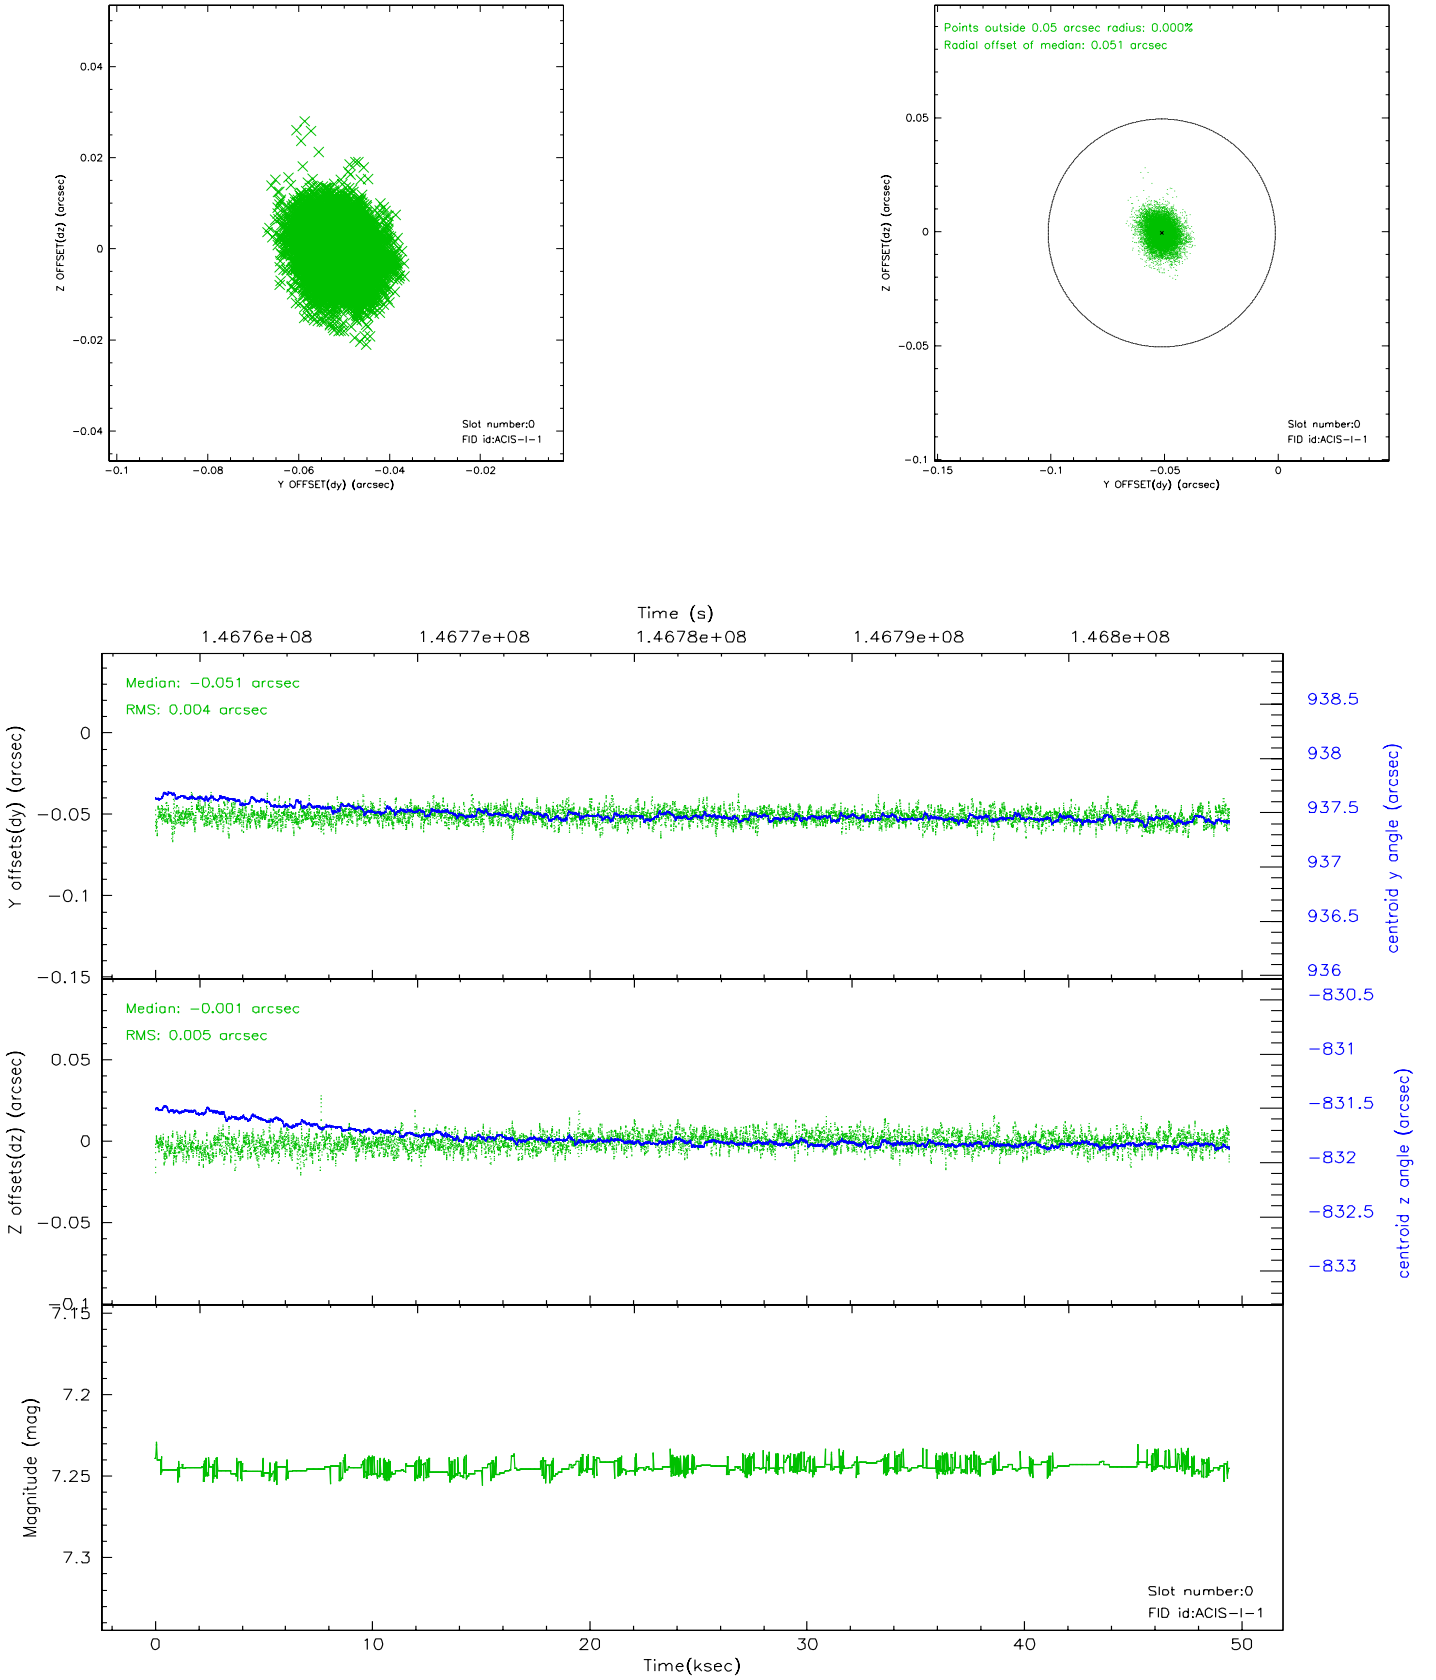 0.04
0.02
0
−0.02
−0.04
Z OFFSET(dz) (arcsec)
Slot number:0
FID id:ACIS−I−1
−0.1
−0.08
−0.06
−0.04
−0.02
Y OFFSET(dy) (arcsec)
Points outside 0.05 arcsec radius: 0.000%
Radial offset of median: 0.051 arcsec
0.05
0
−0.05
−0.1
Z OFFSET(dz) (arcsec)
Slot number:0
FID id:ACIS−I−1
−0.15
−0.1
−0.05
0
Y OFFSET(dy) (arcsec)
Time (s)
1.4676e+08
1.4677e+08
1.4678e+08
1.4679e+08
1.468e+08
Median: −0.051 arcsec
RMS: 0.004 arcsec
0
−0.05
−0.1
−0.15
Y offsets(dy) (arcsec)
938.5
938
937.5
937
936.5
936
centroid y angle (arcsec)
Median: −0.001 arcsec
RMS: 0.005 arcsec
0.05
0
−0.05
−0.1
Z offsets(dz) (arcsec)
−830.5
−831
−831.5
−832
−832.5
−833
centroid z angle (arcsec)
7.15
7.2
7.25
7.3
Magnitude (mag)
Slot number:0
FID id:ACIS−I−1
0
10
20
30
40
50
Time(ksec)